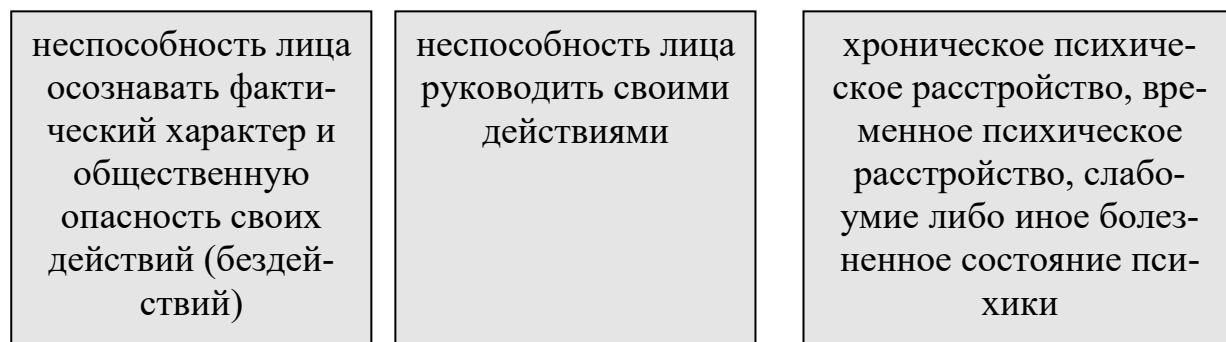 неспособность лица
осознавать факти-
ческий характер и
общественную
опасность своих
действий (бездей-
ствий)
неспособность лица
руководить своими
действиями
хроническое психиче-
ское расстройство, вре-
менное психическое
расстройство, слабо-
умие либо иное болез-
ненное состояние пси-
хики